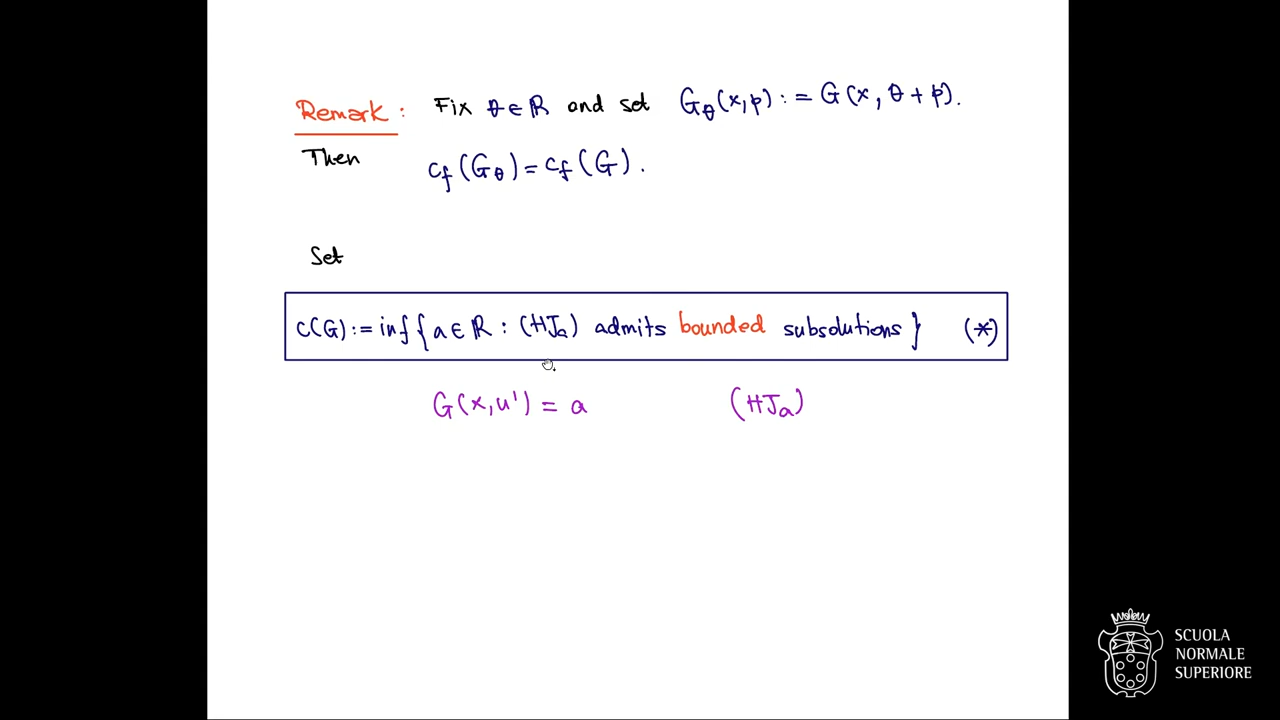 Remark: Fix θ∈ℝ and set G_θ(x,p) := G(x, θ+p).
Then c_f(G_θ) = c_f(G).
Set
c(G) := inf{a∈ℝ : (HJ_a) admits bounded subsolutions} (*)
G(x,u') = a (HJ_a)
SCUOLA
NORMALE
SUPERIORE